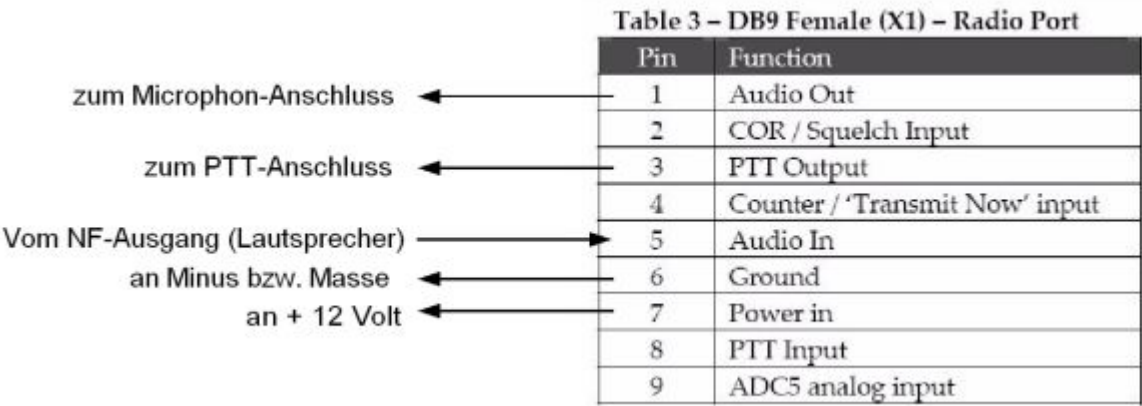 Table 3 – DB9 Female (X1) – Radio Port
Pin Function
zum Microphon-Anschluss 1 Audio Out
2 COR / Squelch Input
zum PTT-Anschluss 3 PTT Output
4 Counter / ‘Transmit Now’ input
Vom NF-Ausgang (Lautsprecher) 5 Audio In
an Minus bzw. Masse 6 Ground
an + 12 Volt 7 Power in
8 PTT Input
9 ADC5 analog input